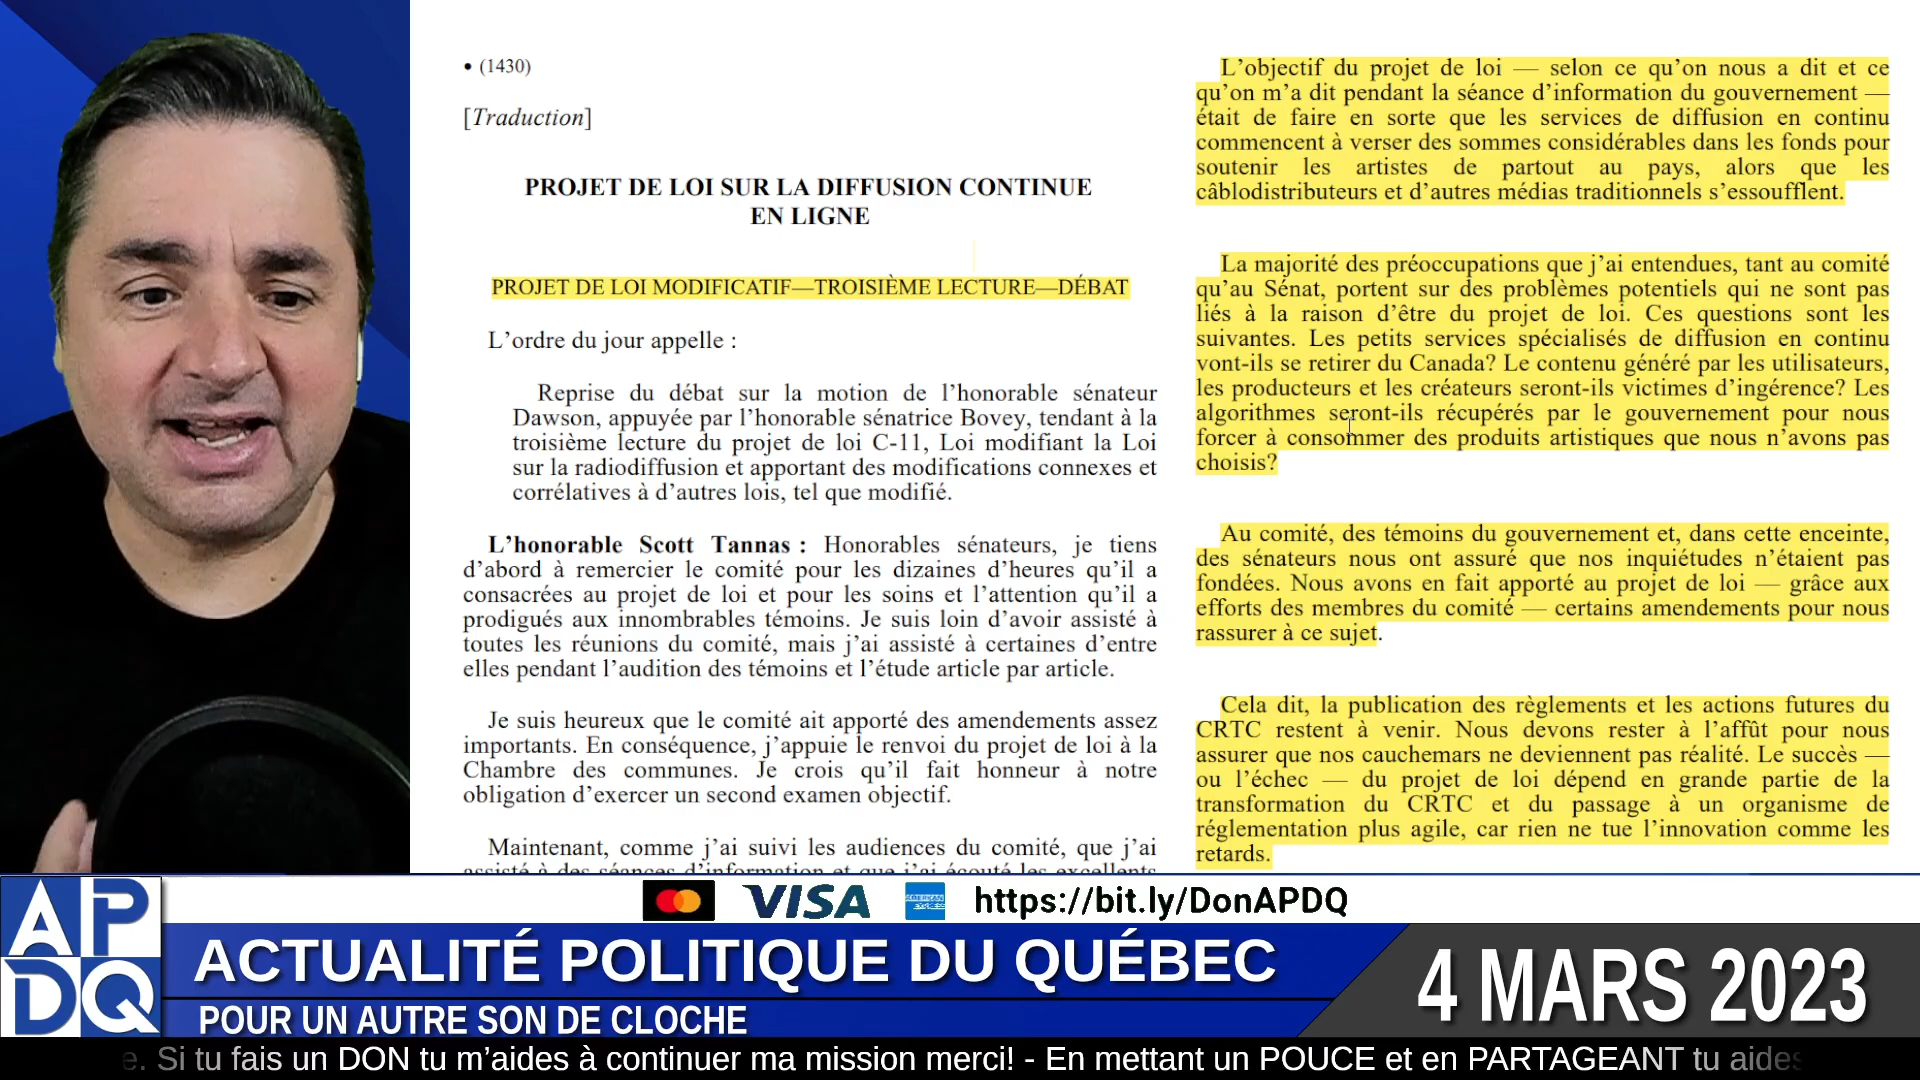 • (1430)
[Traduction]
PROJET DE LOI SUR LA DIFFUSION CONTINUE
EN LIGNE
PROJET DE LOI MODIFICATIF—TROISIÈME LECTURE—DÉBAT
L’ordre du jour appelle :
Reprise du débat sur la motion de l’honorable sénateur
Dawson, appuyée par l’honorable sénatrice Bovey, tendant à la
troisième lecture du projet de loi C-11, Loi modifiant la Loi
sur la radiodiffusion et apportant des modifications connexes et
corrélatives à d’autres lois, tel que modifié.
L’honorable Scott Tannas : Honorables sénateurs, je tiens
d’abord à remercier le comité pour les dizaines d’heures qu’il a
consacrées au projet de loi et pour les soins et l’attention qu’il a
prodigués aux innombrables témoins. Je suis loin d’avoir assisté à
toutes les réunions du comité, mais j’ai assisté à certaines d’entre
elles pendant l’audition des témoins et l’étude article par article.
Je suis heureux que le comité ait apporté des amendements assez
importants. En conséquence, j’appuie le renvoi du projet de loi à la
Chambre des communes. Je crois qu’il fait honneur à notre
obligation d’exercer un second examen objectif.
Maintenant, comme j’ai suivi les audiences du comité, que j’ai
assisté à des séances d’information et que j’ai écouté les excellents
L’objectif du projet de loi — selon ce qu’on nous a dit et ce
qu’on m’a dit pendant la séance d’information du gouvernement —
était de faire en sorte que les services de diffusion en continu
commencent à verser des sommes considérables dans les fonds pour
soutenir les artistes de partout au pays, alors que les
câblodistributeurs et d’autres médias traditionnels s’essoufflent.
La majorité des préoccupations que j’ai entendues, tant au comité
qu’au Sénat, portent sur des problèmes potentiels qui ne sont pas
liés à la raison d’être du projet de loi. Ces questions sont les
suivantes. Les petits services spécialisés de diffusion en continu
vont-ils se retirer du Canada? Le contenu généré par les utilisateurs,
les producteurs et les créateurs seront-ils victimes d’ingérence? Les
algorithmes seront-ils récupérés par le gouvernement pour nous
forcer à consommer des produits artistiques que nous n’avons pas
choisis?
Au comité, des témoins du gouvernement et, dans cette enceinte,
des sénateurs nous ont assuré que nos inquiétudes n’étaient pas
fondées. Nous avons en fait apporté au projet de loi — grâce aux
efforts des membres du comité — certains amendements pour nous
rassurer à ce sujet.
Cela dit, la publication des règlements et les actions futures du
CRTC restent à venir. Nous devons rester à l’affût pour nous
assurer que nos cauchemars ne deviennent pas réalité. Le succès —
ou l’échec — du projet de loi dépend en grande partie de la
transformation du CRTC et du passage à un organisme de
réglementation plus agile, car rien ne tue l’innovation comme les
retards.
VISA AMERICAN EXPRESS https://bit.ly/DonAPDQ
AP
DQ
ACTUALITÉ POLITIQUE DU QUÉBEC
POUR UN AUTRE SON DE CLOCHE
4 MARS 2023
e. Si tu fais un DON tu m’aides à continuer ma mission merci! - En mettant un POUCE et en PARTAGEANT tu aides